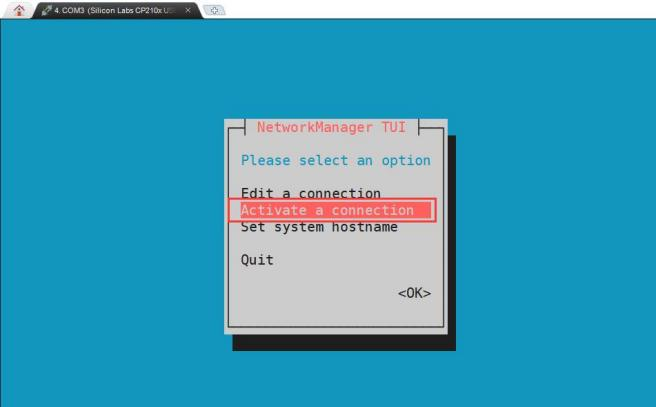 4. COM3 (Silicon Labs CP210x US
NetworkManager TUI
Please select an option
Edit a connection
Activate a connection
Set system hostname
Quit
<OK>